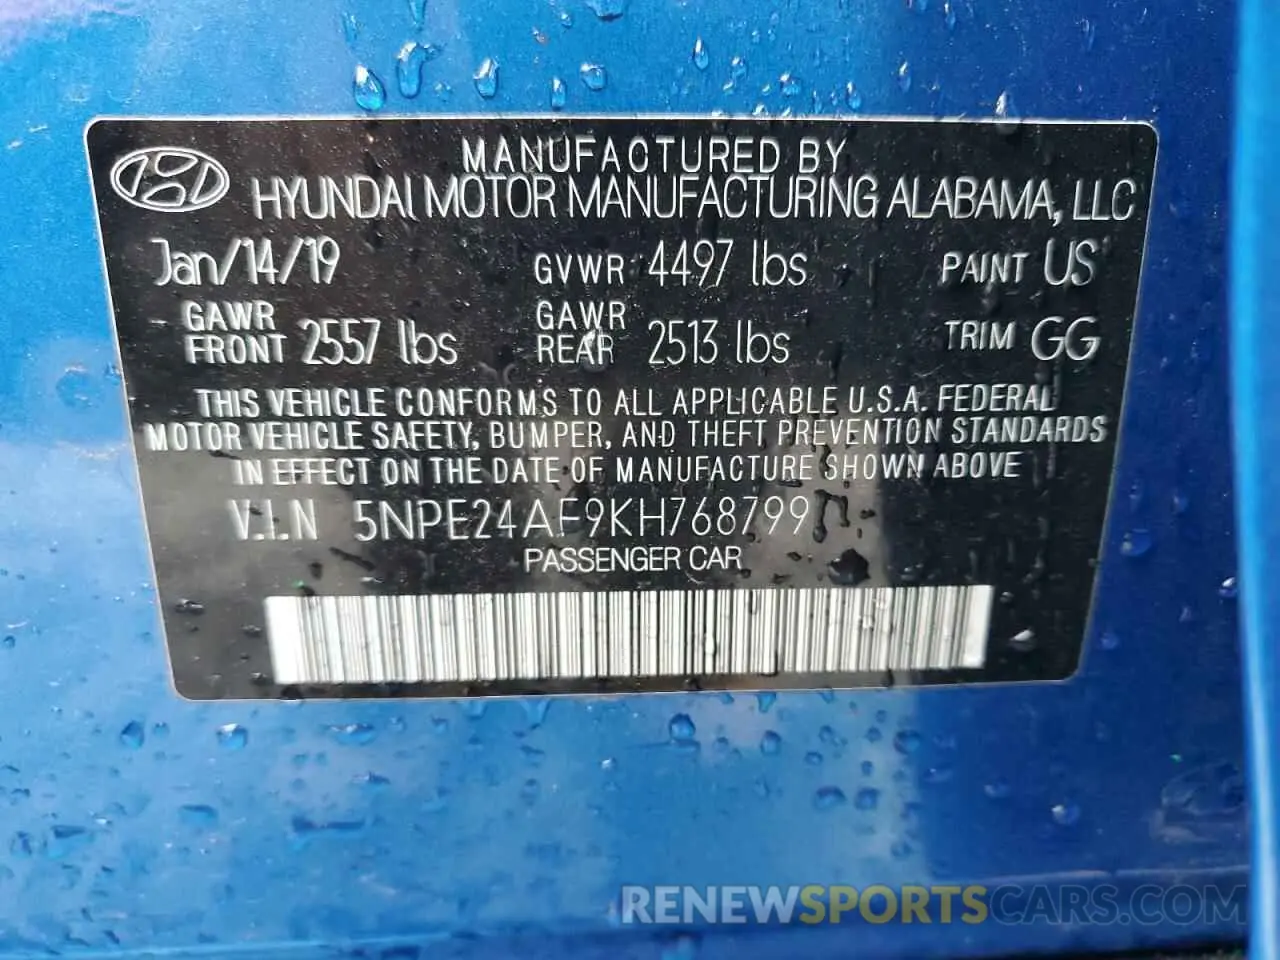 MANUFACTURED BY
HYUNDAI MOTOR MANUFACTURING ALABAMA, LLC
Jan/14/19 GVWR 4497 lbs PAINT US
GAWR FRONT 2557 lbs GAWR REAR 2513 lbs TRIM GG
THIS VEHICLE CONFORMS TO ALL APPLICABLE U.S.A. FEDERAL
MOTOR VEHICLE SAFETY, BUMPER, AND THEFT PREVENTION STANDARDS
IN EFFECT ON THE DATE OF MANUFACTURE SHOWN ABOVE
V.I.N 5NPE24AF9KH768799
PASSENGER CAR
RENEWSPORTSCARS.COM